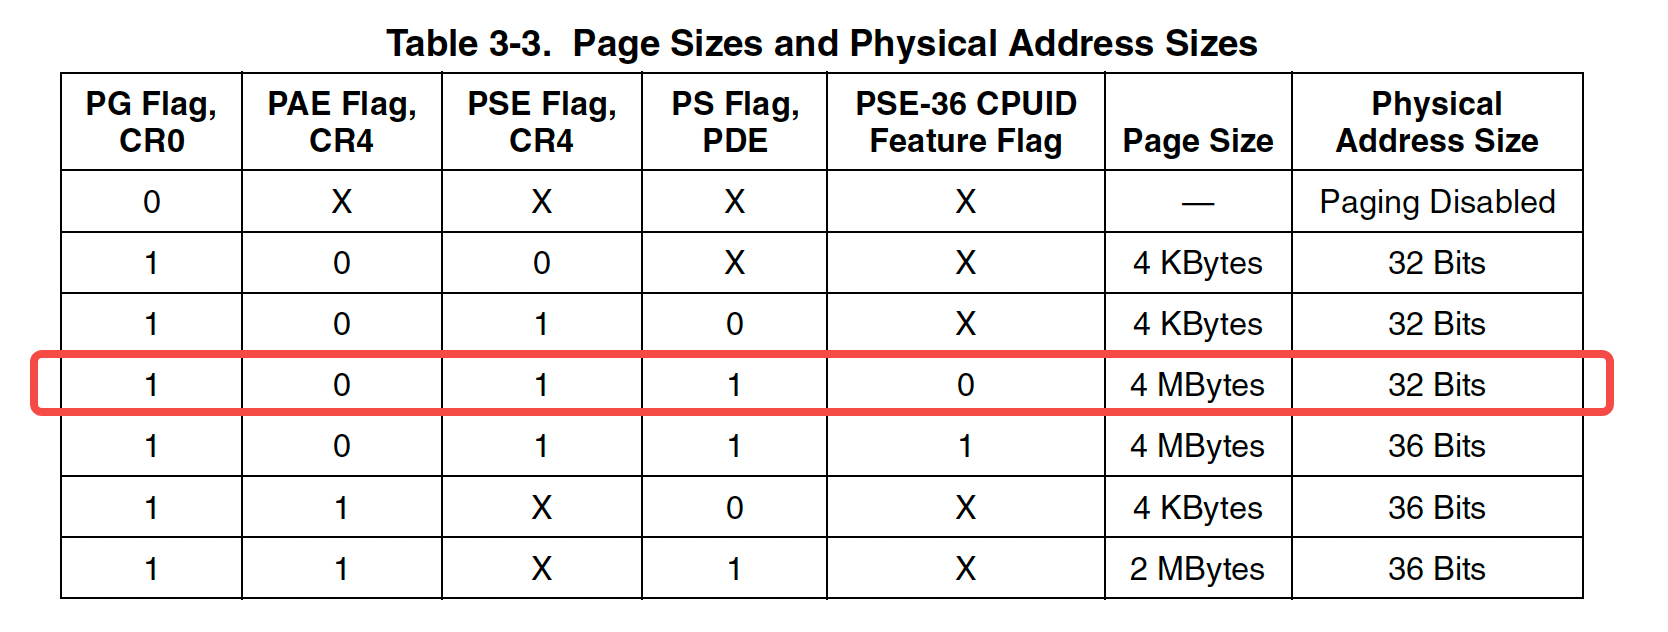 Table 3-3. Page Sizes and Physical Address Sizes
PG Flag, CR0 PAE Flag, CR4 PSE Flag, CR4 PS Flag, PDE PSE-36 CPUID Feature Flag Page Size Physical Address Size
0 X X X X — Paging Disabled
1 0 0 X X 4 KBytes 32 Bits
1 0 1 0 X 4 KBytes 32 Bits
1 0 1 1 0 4 MBytes 32 Bits
1 0 1 1 1 4 MBytes 36 Bits
1 1 X 0 X 4 KBytes 36 Bits
1 1 X 1 X 2 MBytes 36 Bits